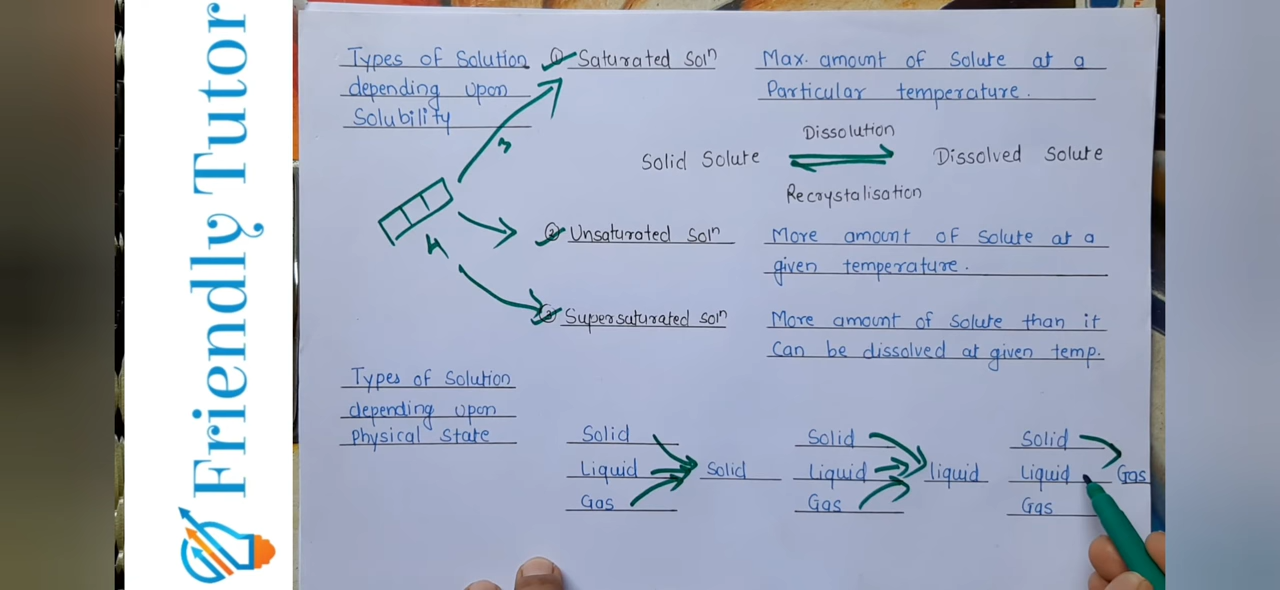 Friendly Tutor
Types of Solution
depending upon
Solubility
① Saturated Solⁿ
Max. amount of Solute at a
Particular temperature.
Dissolution
Solid Solute ⇌ Dissolved Solute
Recrystalisation
3
4
② Unsaturated Solⁿ
More amount of Solute at a
given temperature.
③ Supersaturated Solⁿ
More amount of Solute than it
Can be dissolved at given temp.
Types of Solution
depending upon
Physical State
Solid
Liquid
Gas
Solid
Solid
Liquid
Gas
liquid
Solid
Liquid
Gas
Gas